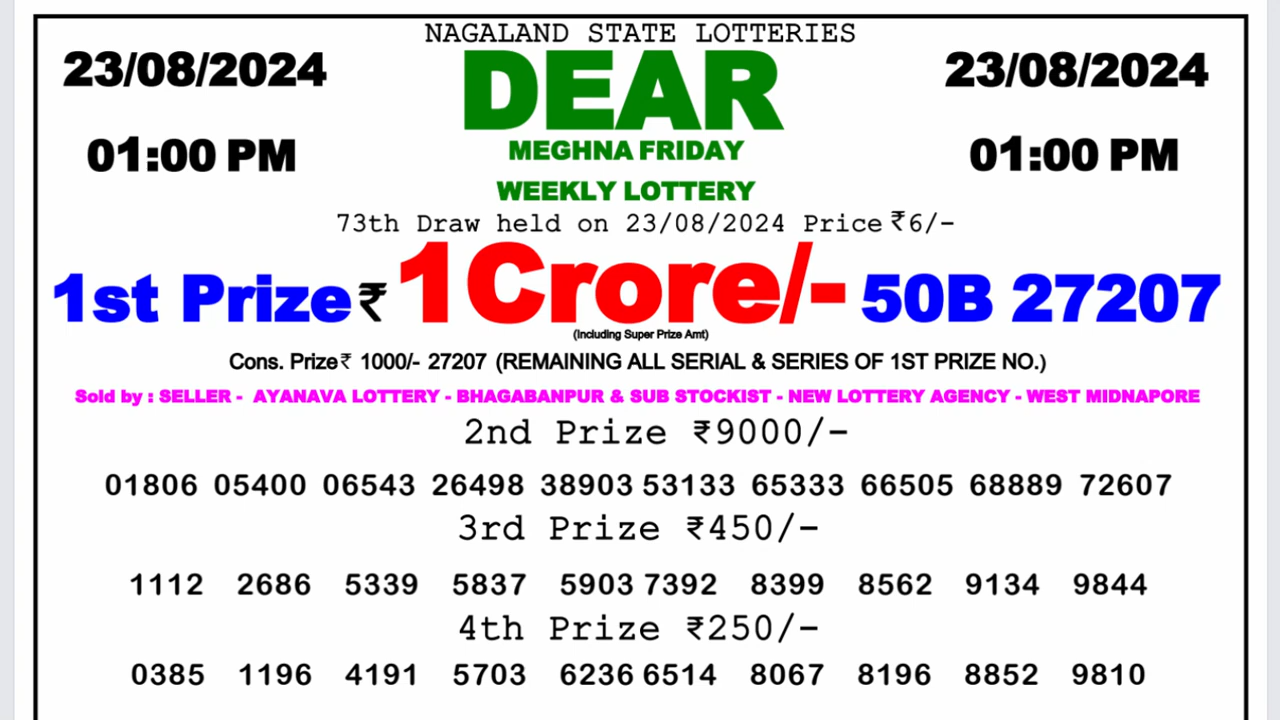 NAGALAND STATE LOTTERIES
23/08/2024 DEAR 23/08/2024
01:00 PM MEGHNA FRIDAY 01:00 PM
WEEKLY LOTTERY
73th Draw held on 23/08/2024 Price ₹6/-
1st Prize ₹ 1Crore/- 50B 27207
(Including Super Prize Amt)
Cons. Prize₹ 1000/- 27207 (REMAINING ALL SERIAL & SERIES OF 1ST PRIZE NO.)
Sold by : SELLER - AYANAVA LOTTERY - BHAGABANPUR & SUB STOCKIST - NEW LOTTERY AGENCY - WEST MIDNAPORE
2nd Prize ₹9000/-
01806 05400 06543 26498 38903 53133 65333 66505 68889 72607
3rd Prize ₹450/-
1112 2686 5339 5837 5903 7392 8399 8562 9134 9844
4th Prize ₹250/-
0385 1196 4191 5703 6236 6514 8067 8196 8852 9810